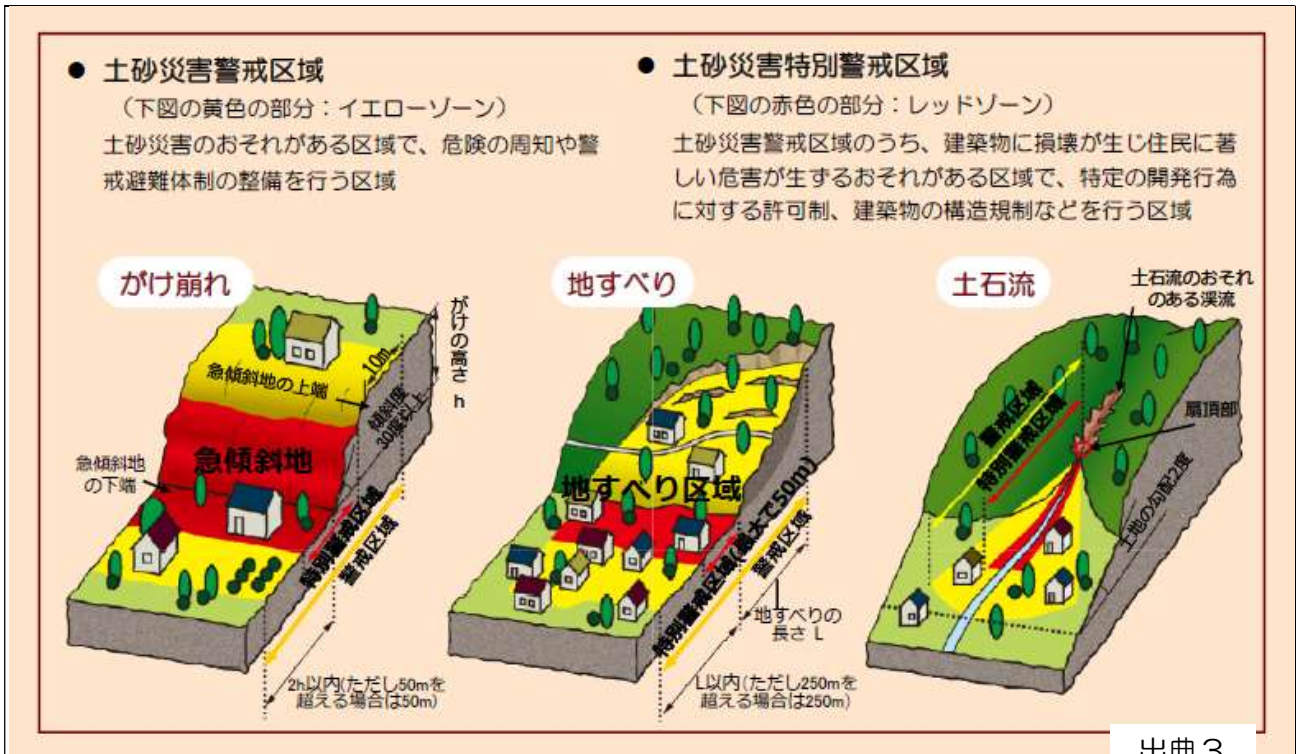 ● 土砂災害警戒区域
（下図の黄色の部分：イエローゾーン）
土砂災害のおそれがある区域で、危険の周知や警
戒避難体制の整備を行う区域
● 土砂災害特別警戒区域
（下図の赤色の部分：レッドゾーン）
土砂災害警戒区域のうち、建築物に損壊が生じ住民に著
しい危害が生ずるおそれがある区域で、特定の開発行為
に対する許可制、建築物の構造規制などを行う区域
がけ崩れ
がけの高さ h
10m
急傾斜地の上端
傾斜度
30度以上
急傾斜地
急傾斜地
の下端
特別警戒区域
警戒区域
2h以内(ただし50mを
超える場合は50m)
地すべり
地すべり区域
特別警戒区域(最大で50m)
警戒区域
地すべりの
長さ L
L以内(ただし250mを
超える場合は250m)
土石流
土石流のおそれ
のある渓流
警戒区域
特別警戒区域
扇頂部
土地の勾配2度
出典３